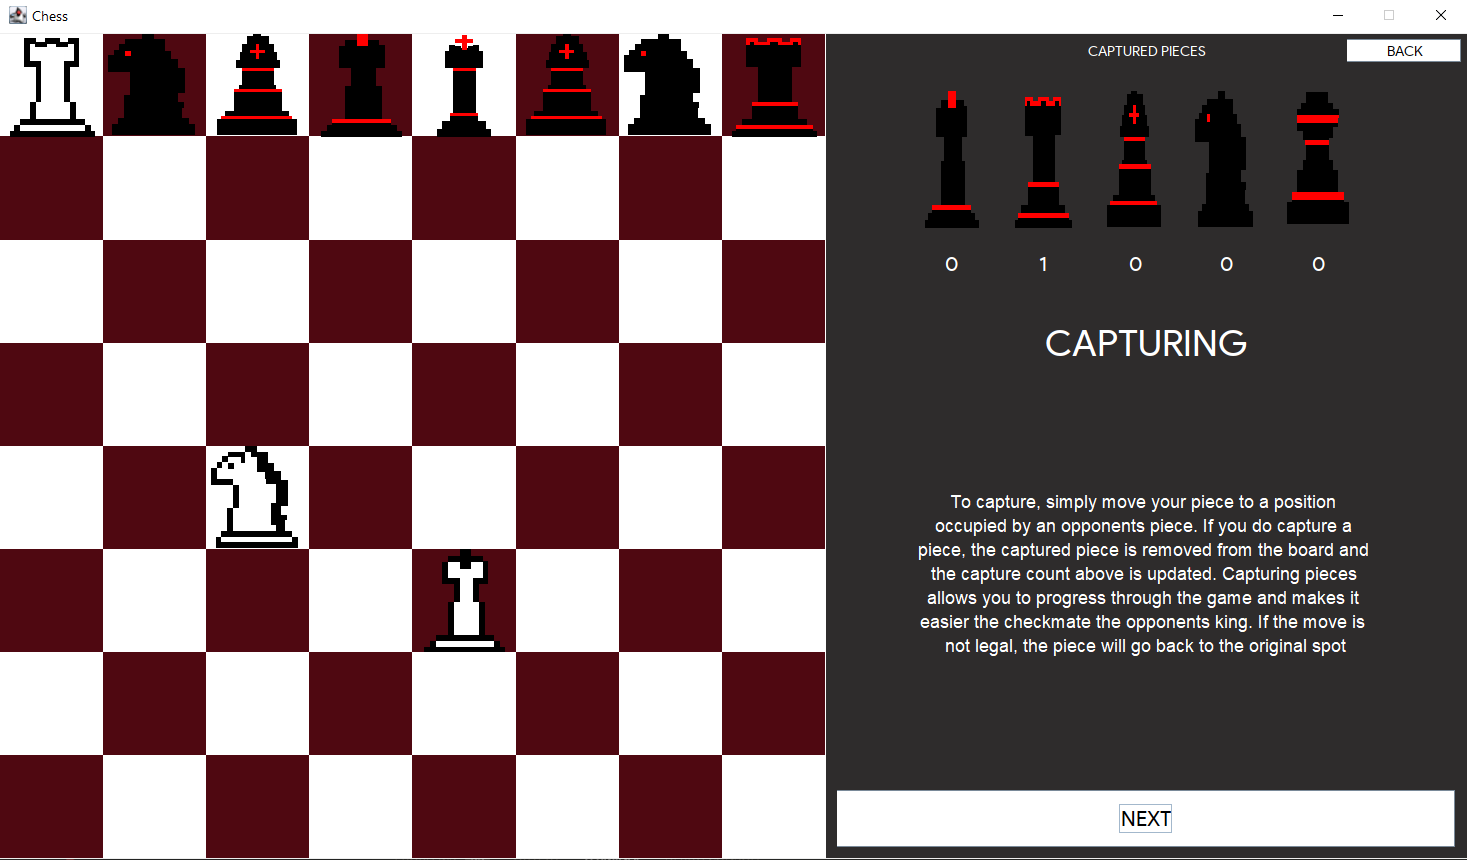 Chess
CAPTURED PIECES
BACK
0 1 0 0 0
CAPTURING
To capture, simply move your piece to a position
occupied by an opponents piece. If you do capture a
piece, the captured piece is removed from the board and
the capture count above is updated. Capturing pieces
allows you to progress through the game and makes it
easier the checkmate the opponents king. If the move is
not legal, the piece will go back to the original spot
NEXT